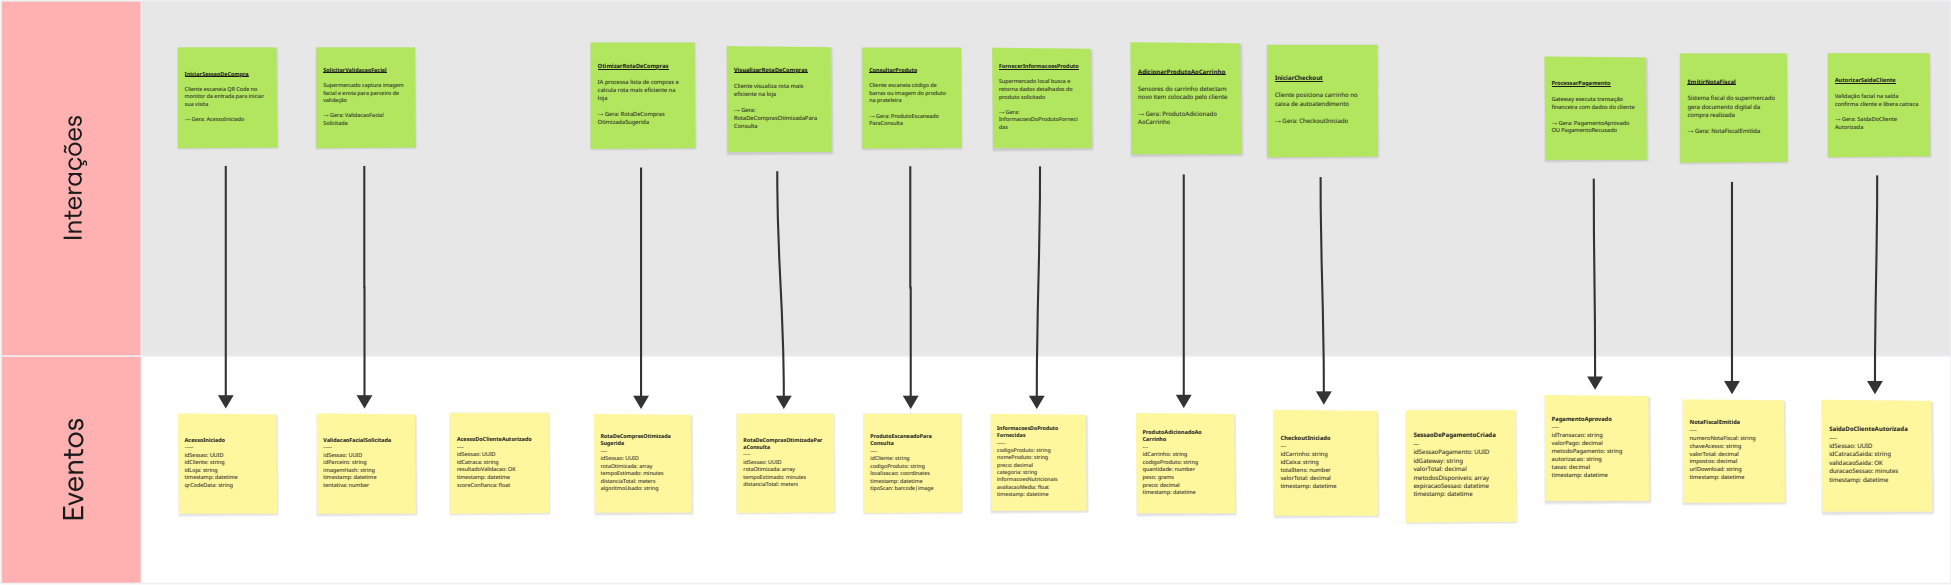 Interações
IniciarSessaoDeCompra
Cliente escaneia QR Code no
monitor da entrada para iniciar
sua visita
→ Gera: AcessoIniciado
SolicitarValidacaoFacial
Supermercado captura imagem
facial e envia para parceiro de
validação
→ Gera: ValidacaoFacial
Solicitada
OtimizarRotaDeCompras
IA processa lista de compras e
calcula rota mais eficiente na
loja
→ Gera: RotaDeCompras
OtimizadaSugerida
VisualizarRotaDeCompras
Cliente visualiza rota mais
eficiente na loja
→ Gera:
RotaDeComprasOtimizadaPara
Consulta
ConsultarProduto
Cliente escaneia código de
barras ou imagem do produto
na prateleira
→ Gera: ProdutoEscaneado
ParaConsulta
FornecerInformacoesProduto
Supermercado local busca e
retorna dados detalhados do
produto solicitado
→ Gera:
InformacoesDoProdutoForneci
das
AdicionarProdutoAoCarrinho
Sensores do carrinho detectam
novo item colocado pelo cliente
→ Gera: ProdutoAdicionado
AoCarrinho
IniciarCheckout
Cliente posiciona carrinho no
caixa de autoatendimento
→ Gera: CheckoutIniciado
ProcessarPagamento
Gateway executa transação
financeira com dados do cliente
→ Gera: PagamentoAprovado
OU PagamentoRecusado
EmitirNotaFiscal
Sistema fiscal do supermercado
gera documento digital da
compra realizada
→ Gera: NotaFiscalEmitida
AutorizarSaidaCliente
Validação facial na saída
confirma cliente e libera catraca
→ Gera: SaidaDoCliente
Autorizada
Eventos
AcessoIniciado
----
idSessao: UUID
idCliente: string
idLoja: string
timestamp: datetime
qrCodeData: string
ValidacaoFacialSolicitada
----
idSessao: UUID
idParceiro: string
imagemHash: string
timestamp: datetime
tentativa: number
AcessoDoClienteAutorizado
---
idSessao: UUID
idCatraca: string
resultadoValidacao: OK
timestamp: datetime
scoreConfianca: float
RotaDeComprasOtimizada
Sugerida
---
idSessao: UUID
rotaOtimizada: array
tempoEstimado: minutes
distanciaTotal: meters
algoritmoUsado: string
RotaDeComprasOtimizadaPar
aConsulta
----
idSessao: UUID
rotaOtimizada: array
tempoEstimado: minutes
distanciaTotal: meters
ProdutoEscaneadoPara
Consulta
---
idCliente: string
codigoProduto: string
localizacao: coordinates
timestamp: datetime
tipoScan: barcode|image
InformacoesDoProduto
Fornecidas
----
codigoProduto: string
nomeProduto: string
preco: decimal
categoria: string
informacoesNutricionais
avaliacaoMedia: float
timestamp: datetime
ProdutoAdicionadoAo
Carrinho
---
idCarrinho: string
codigoProduto: string
quantidade: number
peso: grams
preco: decimal
timestamp: datetime
CheckoutIniciado
---
idCarrinho: string
idCaixa: string
totalItens: number
valorTotal: decimal
timestamp: datetime
SessaoDePagamentoCriada
---
idSessaoPagamento: UUID
idGateway: string
valorTotal: decimal
metodosDisponiveis: array
expiracaoSessao: datetime
timestamp: datetime
PagamentoAprovado
----
idTransacao: string
valorPago: decimal
metodoPagamento: string
autorizacao: string
taxas: decimal
timestamp: datetime
NotaFiscalEmitida
----
numeroNotaFiscal: string
chaveAcesso: string
valorTotal: decimal
impostos: decimal
urlDownload: string
timestamp: datetime
SaidaDoClienteAutorizada
----
idSessao: UUID
idCatracaSaida: string
validacaoSaida: OK
duracaoSessao: minutes
timestamp: datetime